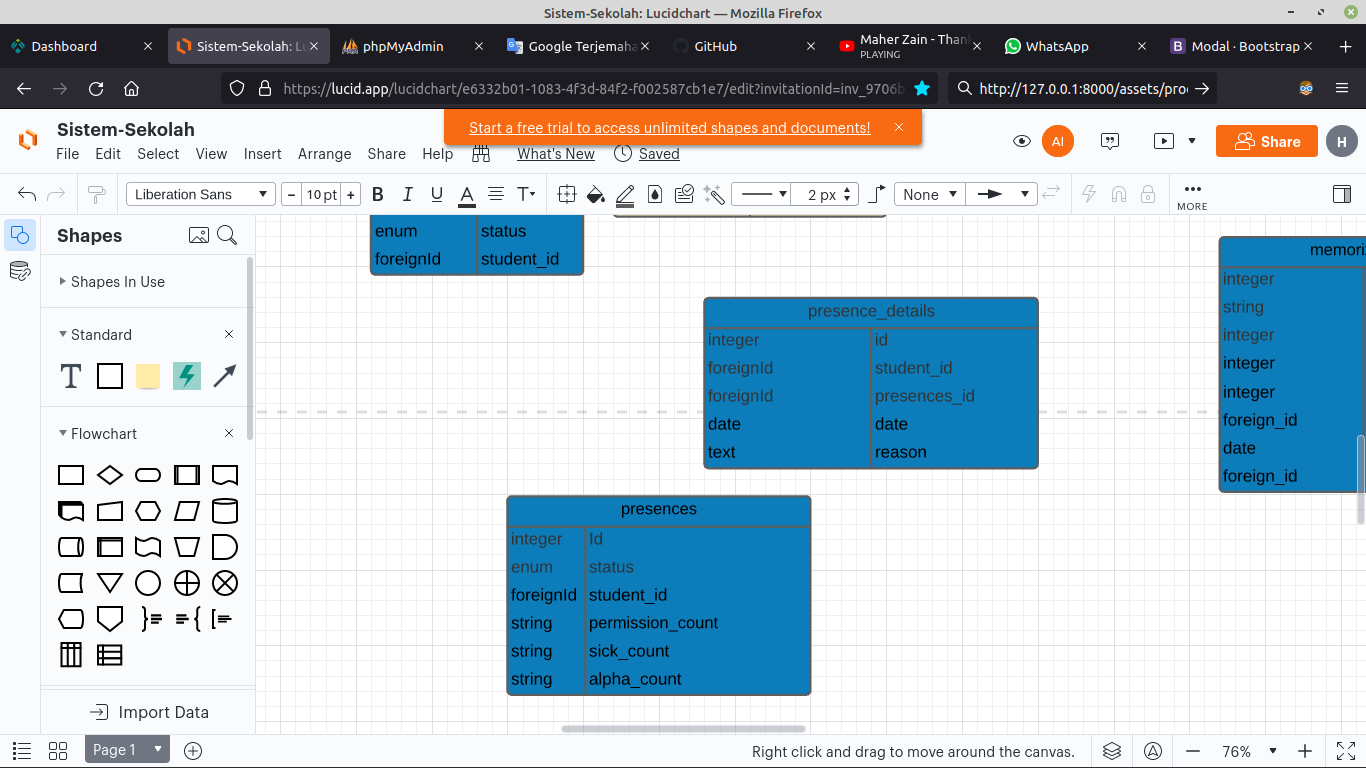 Sistem-Sekolah: Lucidchart — Mozilla Firefox
Dashboard
Sistem-Sekolah: Lu
phpMyAdmin
Google Terjemaha
GitHub
Maher Zain - Than
PLAYING
WhatsApp
Modal · Bootstrap
https://lucid.app/lucidchart/e6332b01-1083-4f3d-84f2-f002587cb1e7/edit?invitationId=inv_9706b
http://127.0.0.1:8000/assets/pro
Start a free trial to access unlimited shapes and documents!
Sistem-Sekolah
File Edit Select View Insert Arrange Share Help What's New Saved
AI
Share
H
Liberation Sans
10 pt
B I U A T
2 px
None
MORE
Shapes
Shapes In Use
Standard
T
Flowchart
Import Data
enum status
foreignId student_id
presence_details
integer id
foreignId student_id
foreignId presences_id
date date
text reason
presences
integer Id
enum status
foreignId student_id
string permission_count
string sick_count
string alpha_count
memori
integer
string
integer
integer
integer
foreign_id
date
foreign_id
Page 1
Right click and drag to move around the canvas.
76%